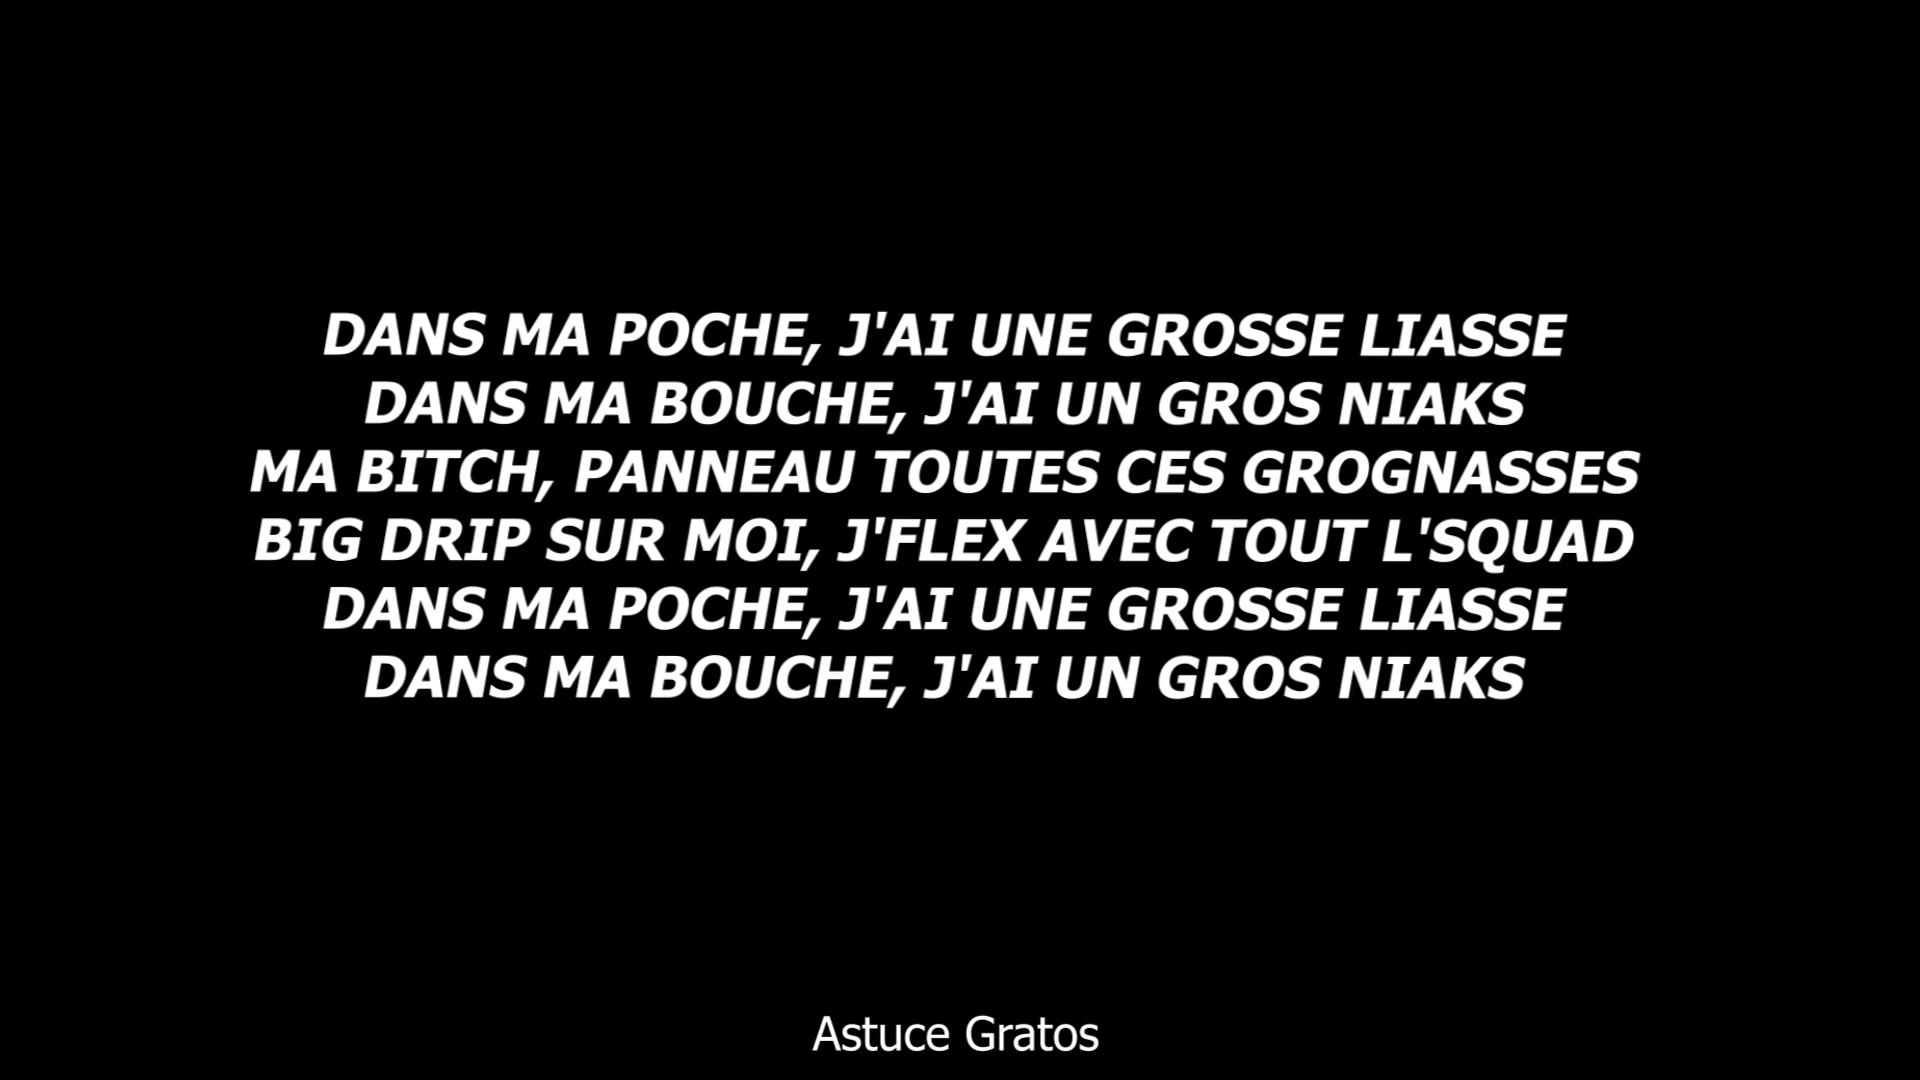 DANS MA POCHE, J'AI UNE GROSSE LIASSE
DANS MA BOUCHE, J'AI UN GROS NIAKS
MA BITCH, PANNEAU TOUTES CES GROGNASSES
BIG DRIP SUR MOI, J'FLEX AVEC TOUT L'SQUAD
DANS MA POCHE, J'AI UNE GROSSE LIASSE
DANS MA BOUCHE, J'AI UN GROS NIAKS
Astuce Gratos